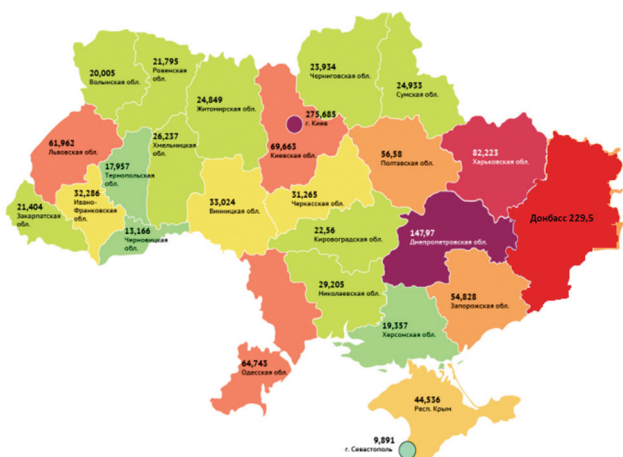 20,005
Волынская обл.
21,795
Ровенская
обл.
24,849
Житомирская обл.
23,934
Черниговская обл.
24,933
Сумская обл.
275,685
г. Киев
69,663
Киевская обл.
61,962
Львовская обл.
17,957
Тернопольская
обл.
26,237
Хмельницкая
обл.
56,58
Полтавская обл.
82,223
Харьковская обл.
21,404
Закарпатская
обл.
32,286
Ивано-
Франковская
обл.
13,166
Черновицкая
обл.
33,024
Винницкая обл.
31,265
Черкасская обл.
22,56
Кировоградская обл.
147,97
Днепропетровская обл.
Донбасс 229,5
29,205
Николаевская обл.
54,828
Запорожская обл.
19,357
Херсонская обл.
64,743
Одесская обл.
44,536
Респ. Крым
9,891
г. Севастополь